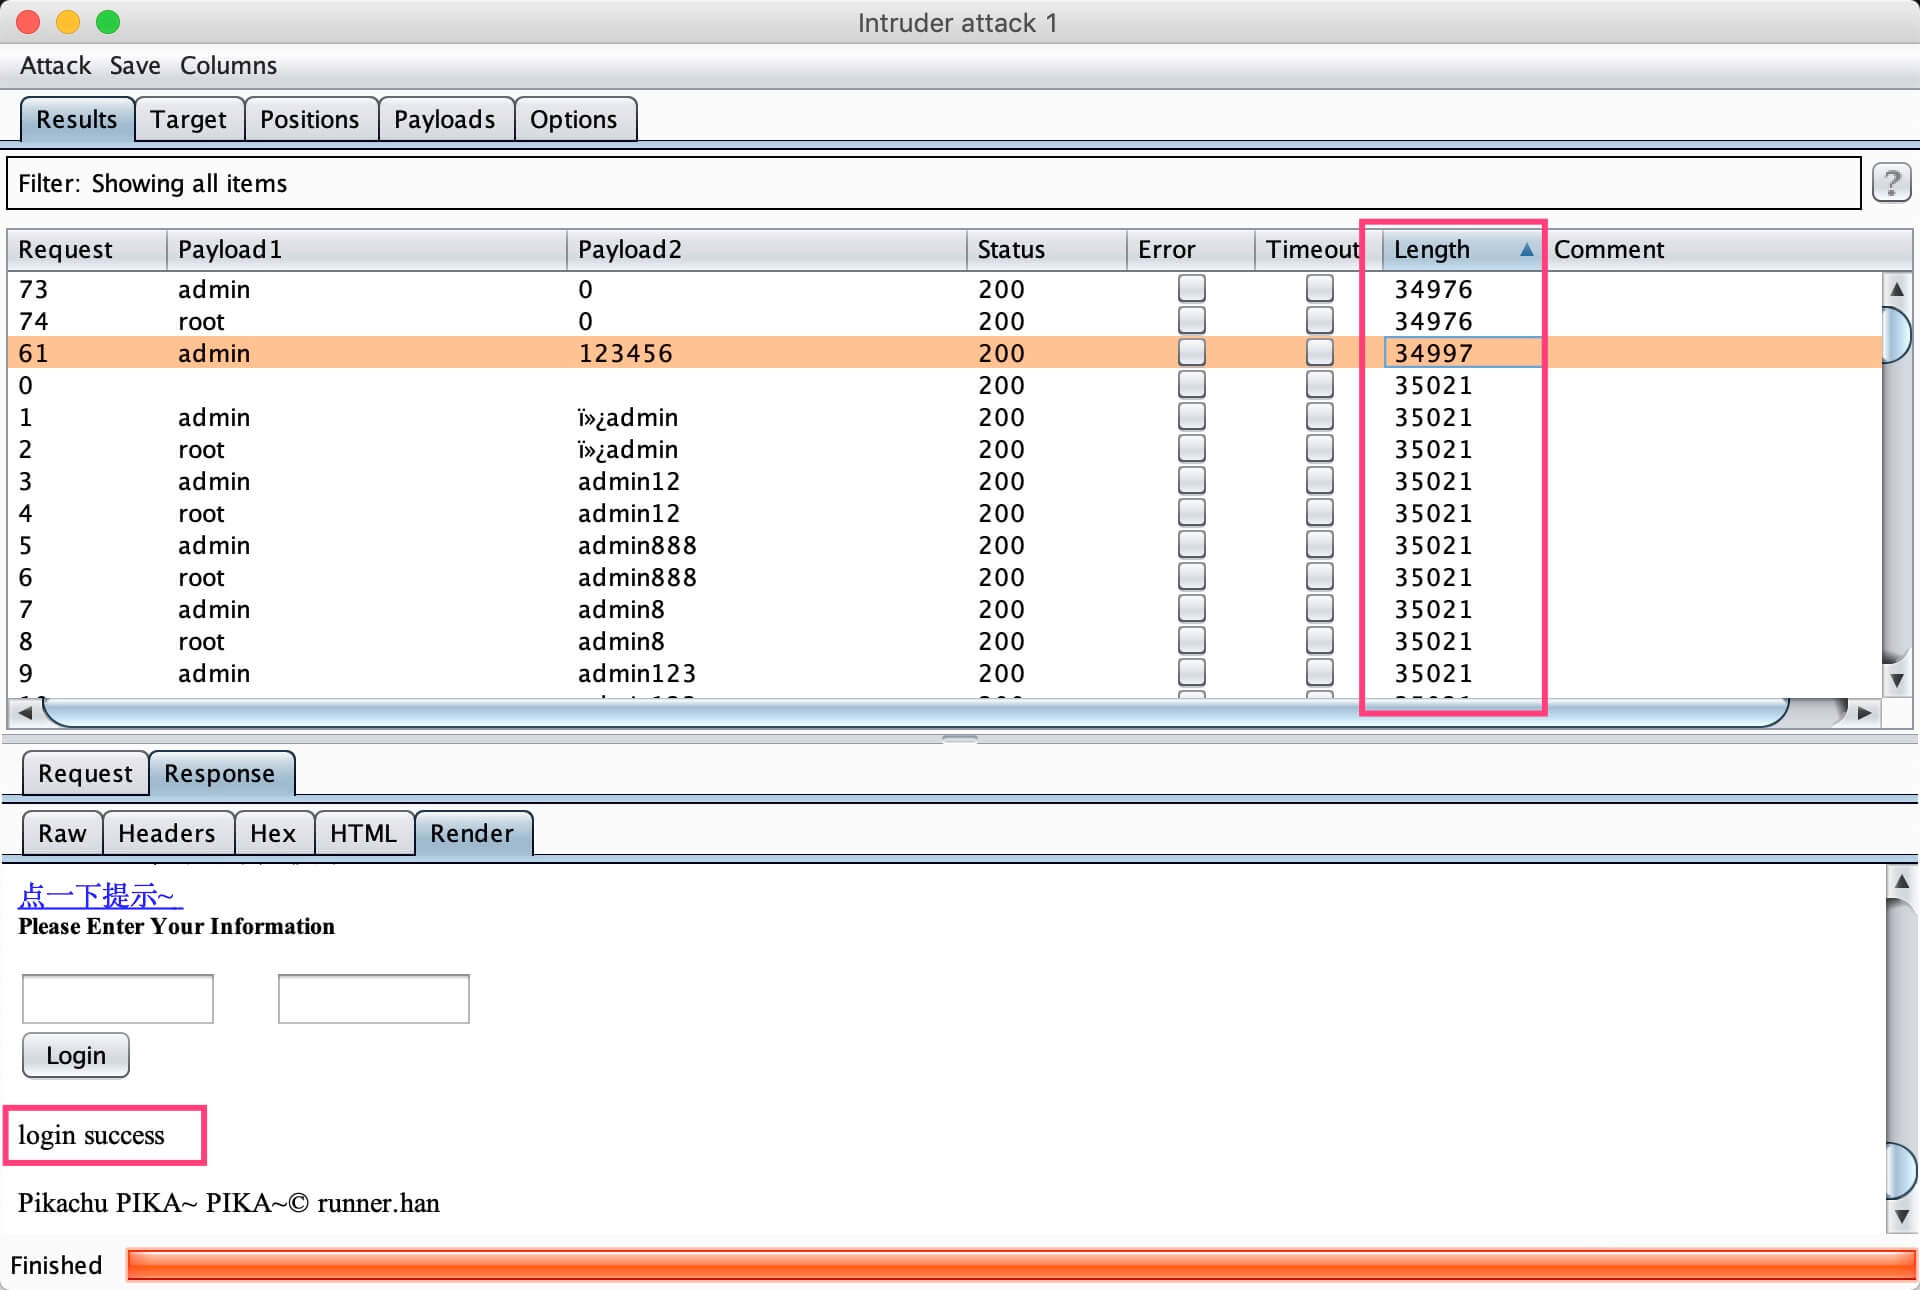 Intruder attack 1
Attack Save Columns
Results Target Positions Payloads Options
Filter: Showing all items
?
Request Payload1 Payload2 Status Error Timeout Length Comment
73 admin 0 200 34976
74 root 0 200 34976
61 admin 123456 200 34997
0 200 35021
1 admin ï»¿admin 200 35021
2 root ï»¿admin 200 35021
3 admin admin12 200 35021
4 root admin12 200 35021
5 admin admin888 200 35021
6 root admin888 200 35021
7 admin admin8 200 35021
8 root admin8 200 35021
9 admin admin123 200 35021
Request Response
Raw Headers Hex HTML Render
点一下提示~
Please Enter Your Information
Login
login success
Pikachu PIKA~ PIKA~© runner.han
Finished